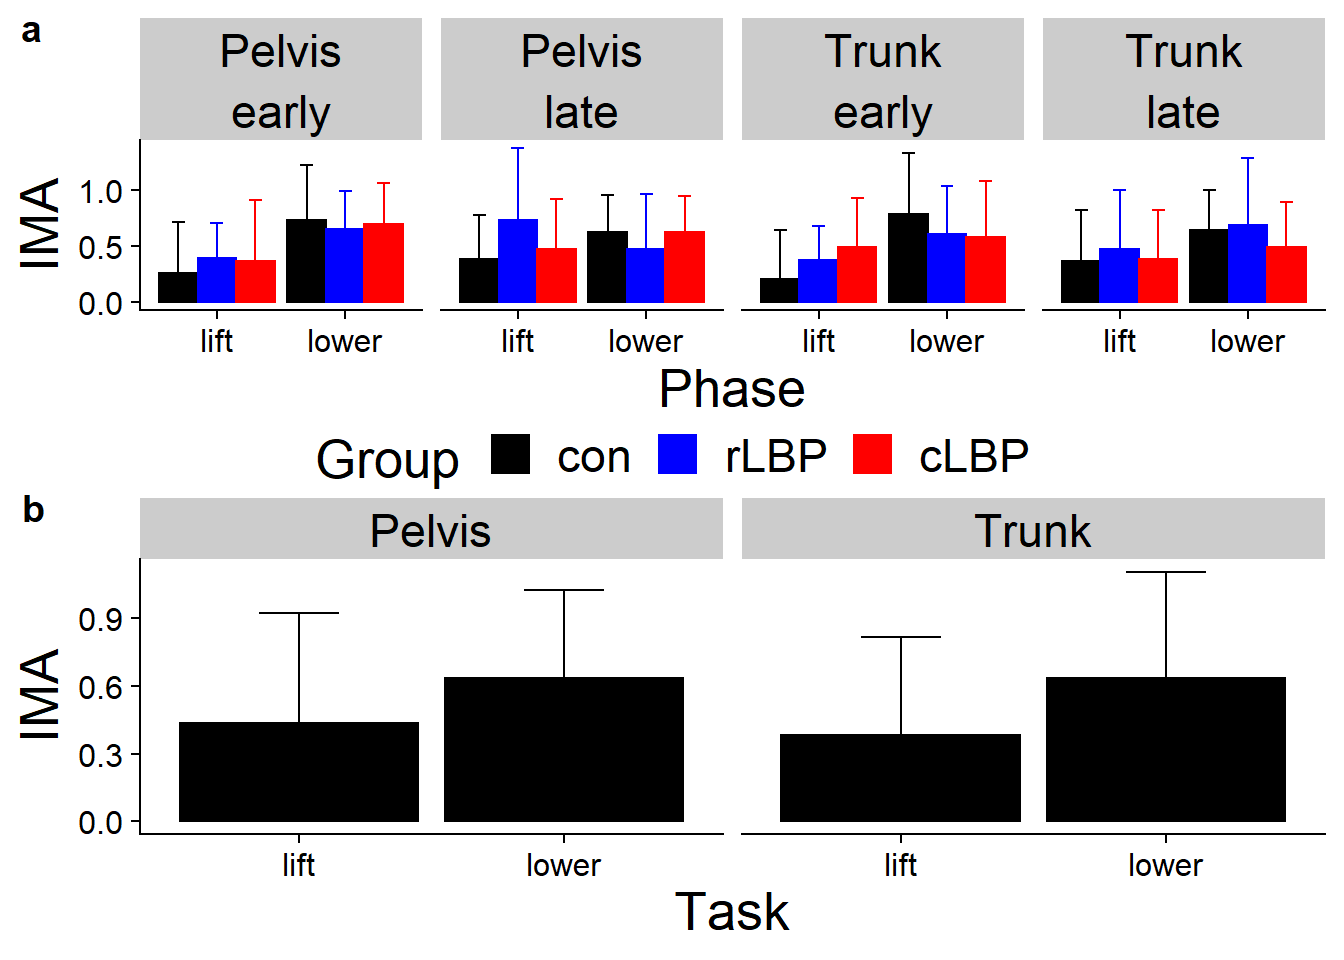 a
Pelvis
early
Pelvis
late
Trunk
early
Trunk
late
IMA
1.0
0.5
0.0
lift lower lift lower lift lower lift lower
Phase
Group con rLBP cLBP
b
Pelvis Trunk
IMA
0.9
0.6
0.3
0.0
lift lower lift lower
Task